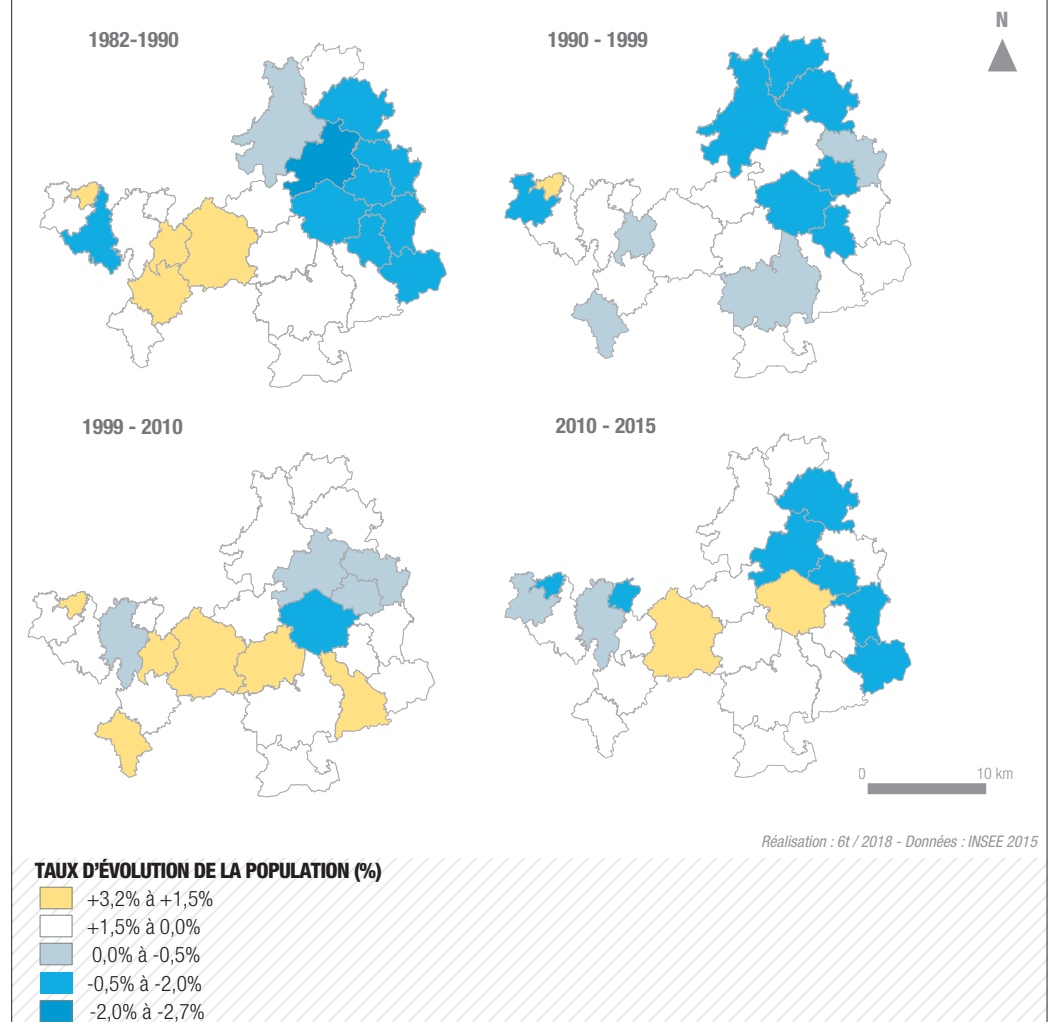 1982-1990
1990 - 1999
N
1999 - 2010
2010 - 2015
0 10 km
Réalisation : 6t / 2018 - Données : INSEE 2015
TAUX D'ÉVOLUTION DE LA POPULATION (%)
+3,2% à +1,5%
+1,5% à 0,0%
0,0% à -0,5%
-0,5% à -2,0%
-2,0% à -2,7%